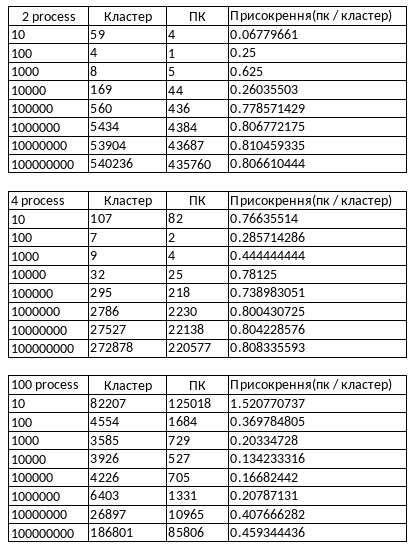 2 process Кластер ПК Присокрення(пк / кластер)
10 59 4 0.06779661
100 4 1 0.25
1000 8 5 0.625
10000 169 44 0.26035503
100000 560 436 0.778571429
1000000 5434 4384 0.806772175
10000000 53904 43687 0.810459335
100000000 540236 435760 0.806610444
4 process Кластер ПК Присокрення(пк / кластер)
10 107 82 0.76635514
100 7 2 0.285714286
1000 9 4 0.444444444
10000 32 25 0.78125
100000 295 218 0.738983051
1000000 2786 2230 0.800430725
10000000 27527 22138 0.804228576
100000000 272878 220577 0.808335593
100 process Кластер ПК Присокрення(пк / кластер)
10 82207 125018 1.520770737
100 4554 1684 0.369784805
1000 3585 729 0.20334728
10000 3926 527 0.134233316
100000 4226 705 0.16682442
1000000 6403 1331 0.20787131
10000000 26897 10965 0.407666282
100000000 186801 85806 0.459344436